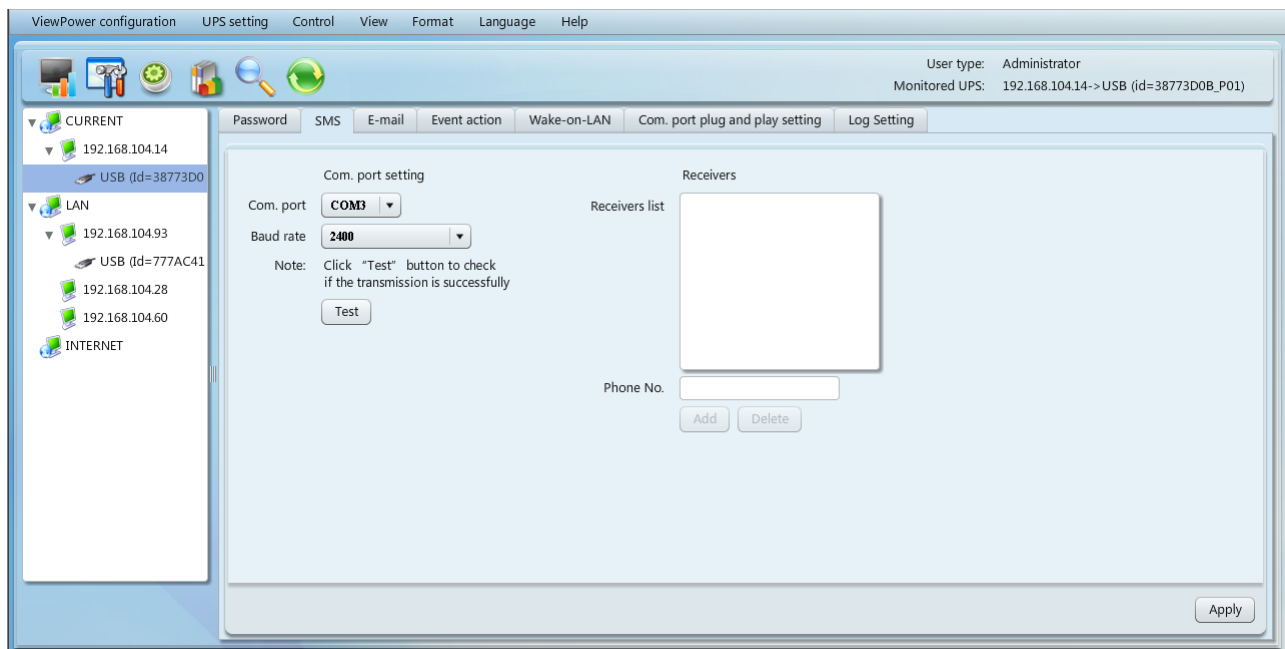 ViewPower configuration UPS setting Control View Format Language Help
User type: Administrator
Monitored UPS: 192.168.104.14->USB (id=38773D0B_P01)
CURRENT
192.168.104.14
USB (Id=38773D0
LAN
192.168.104.93
USB (Id=777AC41
192.168.104.28
192.168.104.60
INTERNET
Password SMS E-mail Event action Wake-on-LAN Com. port plug and play setting Log Setting
Com. port setting
Com. port COM3
Baud rate 2400
Note: Click “Test” button to check
if the transmission is successfully
Test
Receivers
Receivers list
Phone No.
Add Delete
Apply